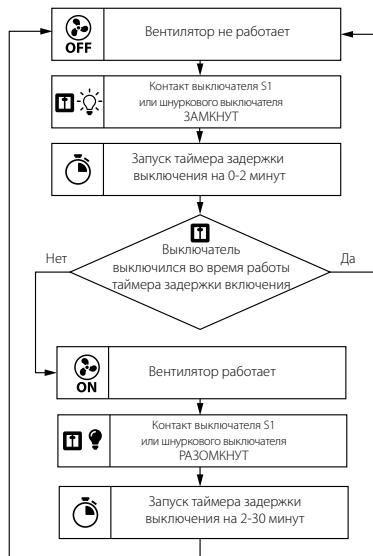 OFF
Вентилятор не работает
Контакт выключателя S1
или шнуркового выключателя
ЗАМКНУТ
Запуск таймера задержки
выключения на 0-2 минут
Выключатель
выключился во время работы
таймера задержки включения
Нет
Да
ON
Вентилятор работает
Контакт выключателя S1
или шнуркового выключателя
РАЗОМКНУТ
Запуск таймера задержки
выключения на 2-30 минут